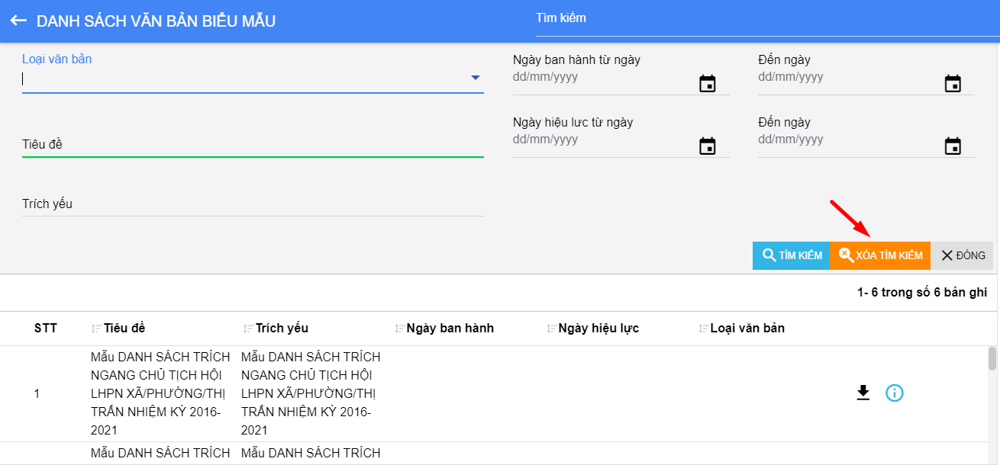 DANH SÁCH VĂN BẢN BIỂU MẪU
Tìm kiếm
Loại văn bản
Ngày ban hành từ ngày
Đến ngày
dd/mm/yyyy
dd/mm/yyyy
Ngày hiệu lực từ ngày
Đến ngày
dd/mm/yyyy
dd/mm/yyyy
Tiêu đề
Trích yếu
TÌM KIẾM
XÓA TÌM KIẾM
ĐÓNG
1- 6 trong số 6 bản ghi
STT Tiêu đề Trích yếu Ngày ban hành Ngày hiệu lực Loại văn bản
1
Mẫu DANH SÁCH TRÍCH
NGANG CHỦ TỊCH HỘI
LHPN XÃ/PHƯỜNG/THỊ
TRẤN NHIỆM KỲ 2016-
2021
Mẫu DANH SÁCH TRÍCH
NGANG CHỦ TỊCH HỘI
LHPN XÃ/PHƯỜNG/THỊ
TRẤN NHIỆM KỲ 2016-
2021
Mẫu DANH SÁCH TRÍCH
Mẫu DANH SÁCH TRÍCH